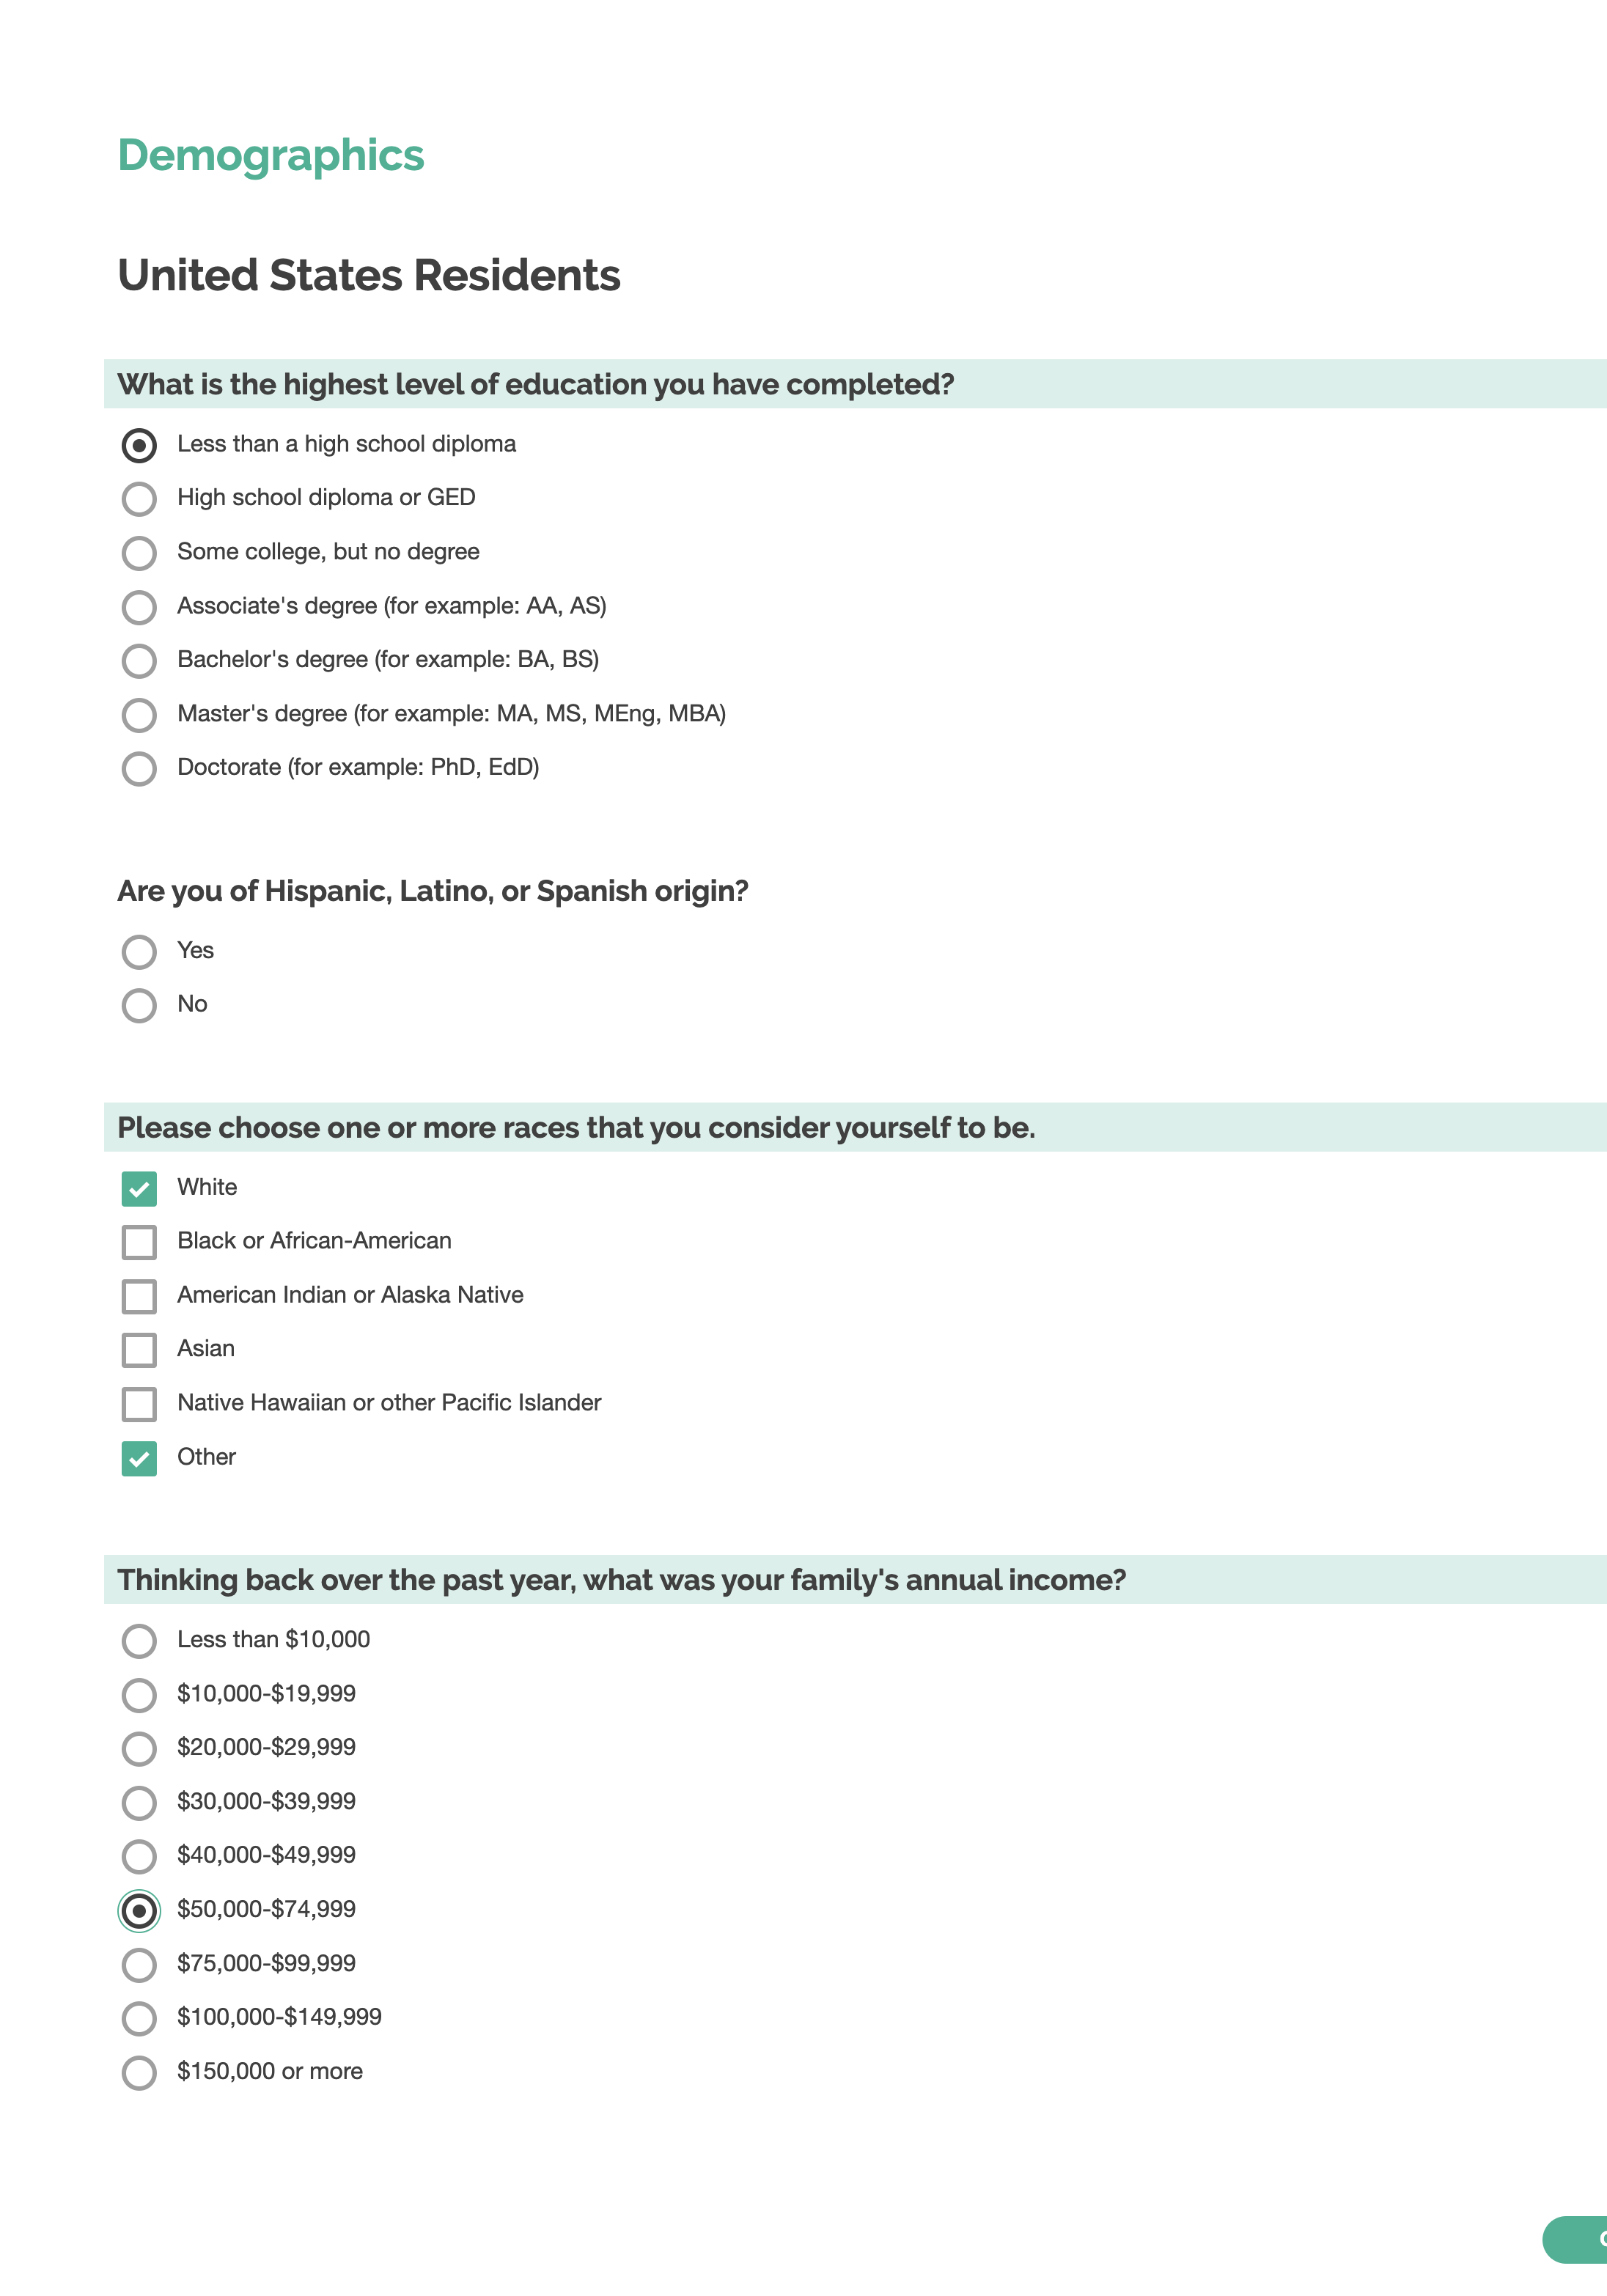 Demographics
United States Residents
What is the highest level of education you have completed?
Less than a high school diploma
High school diploma or GED
Some college, but no degree
Associate's degree (for example: AA, AS)
Bachelor's degree (for example: BA, BS)
Master's degree (for example: MA, MS, MEng, MBA)
Doctorate (for example: PhD, EdD)
Are you of Hispanic, Latino, or Spanish origin?
Yes
No
Please choose one or more races that you consider yourself to be.
White
Black or African-American
American Indian or Alaska Native
Asian
Native Hawaiian or other Pacific Islander
Other
Thinking back over the past year, what was your family's annual income?
Less than $10,000
$10,000-$19,999
$20,000-$29,999
$30,000-$39,999
$40,000-$49,999
$50,000-$74,999
$75,000-$99,999
$100,000-$149,999
$150,000 or more